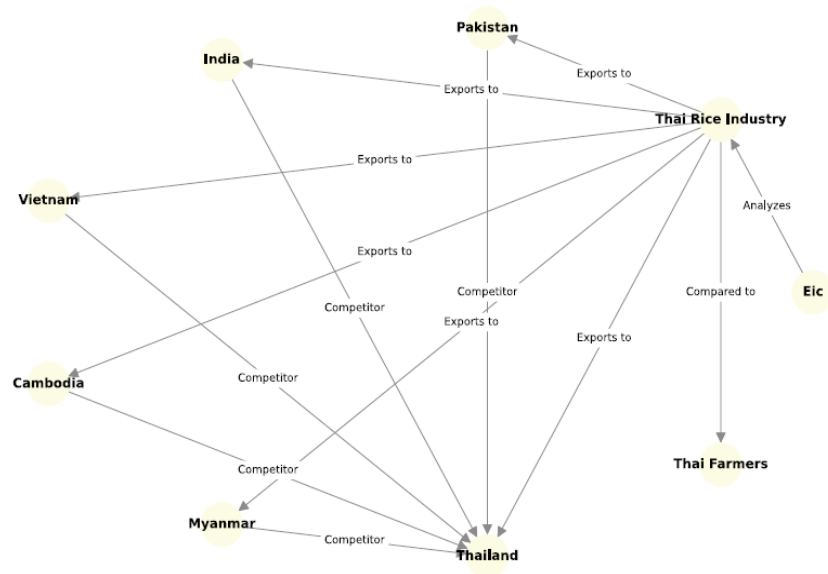 Pakistan
India
Exports to
Exports to
Thai Rice Industry
Exports to
Vietnam
Analyzes
Exports to
Competitor
Compared to
Eic
Competitor
Exports to
Exports to
Competitor
Cambodia
Competitor
Thai Farmers
Myanmar
Competitor
Thailand